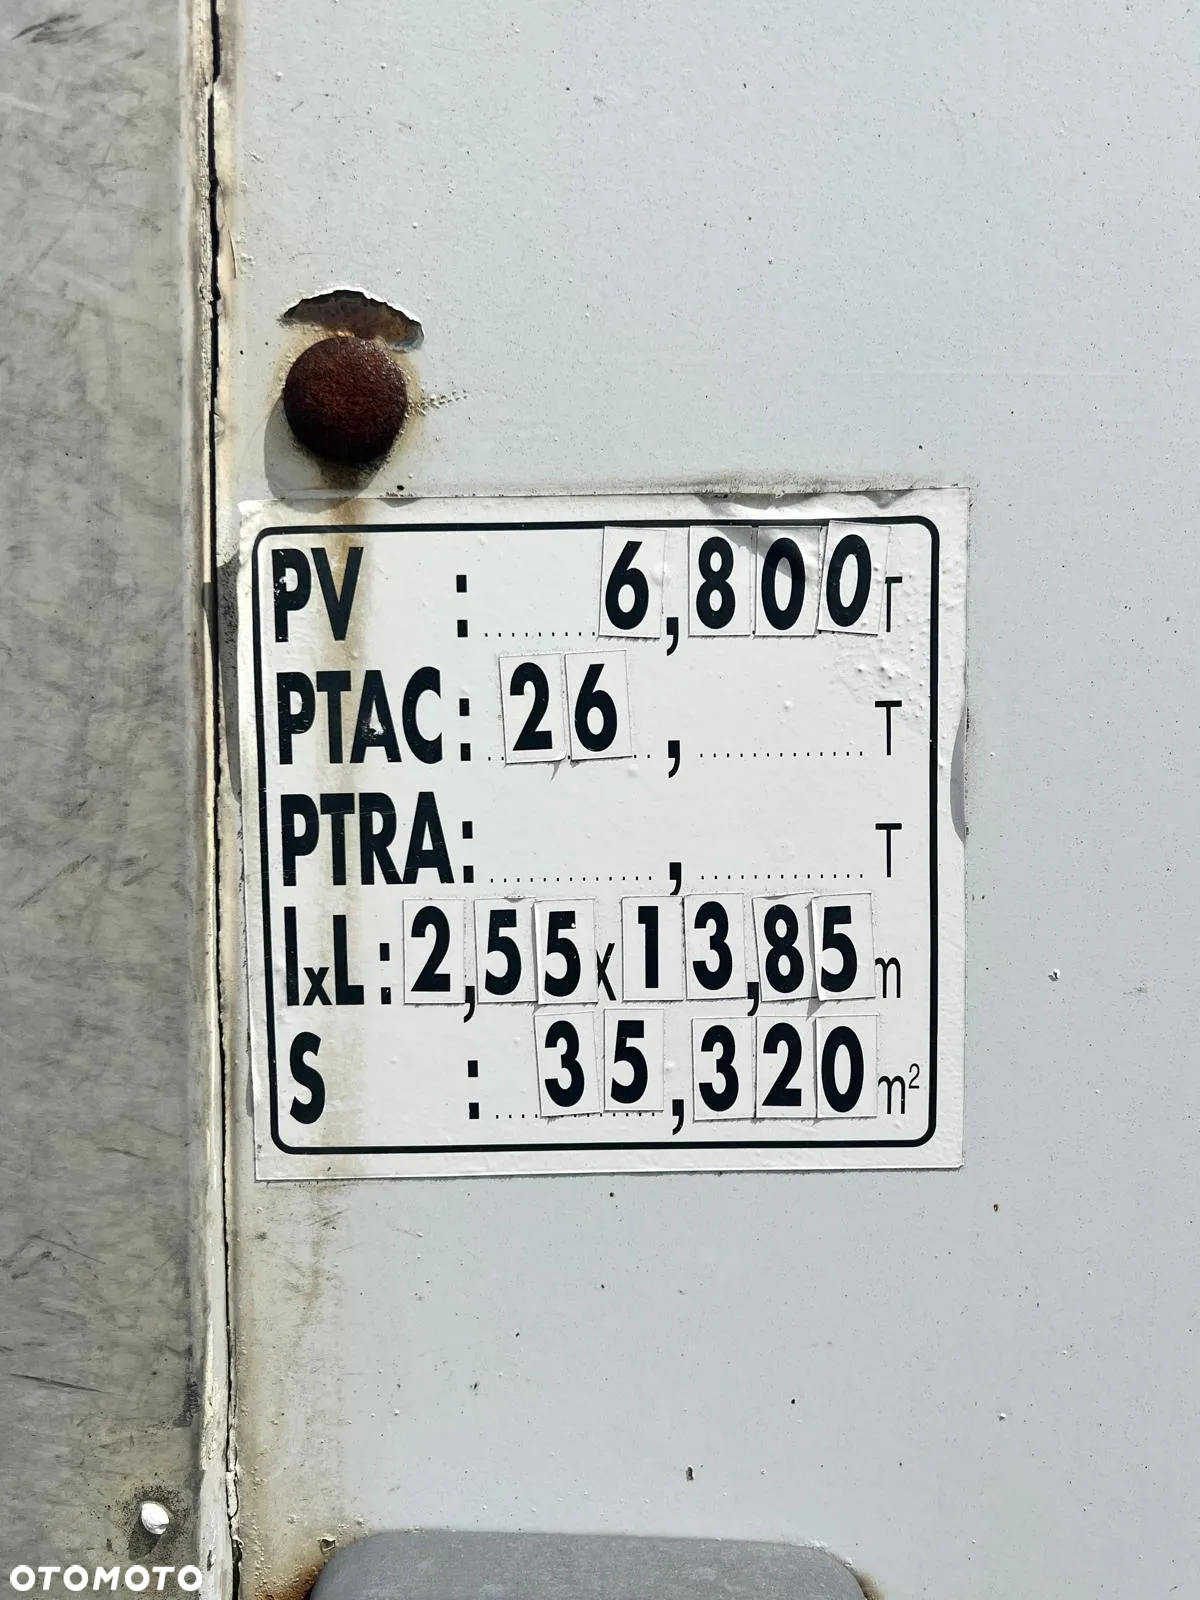 PV : 6,800 T
PTAC: 26 , T
PTRA: , T
lxL: 2,55x13,85 m
S : 35,320 m²
OTOMOTO